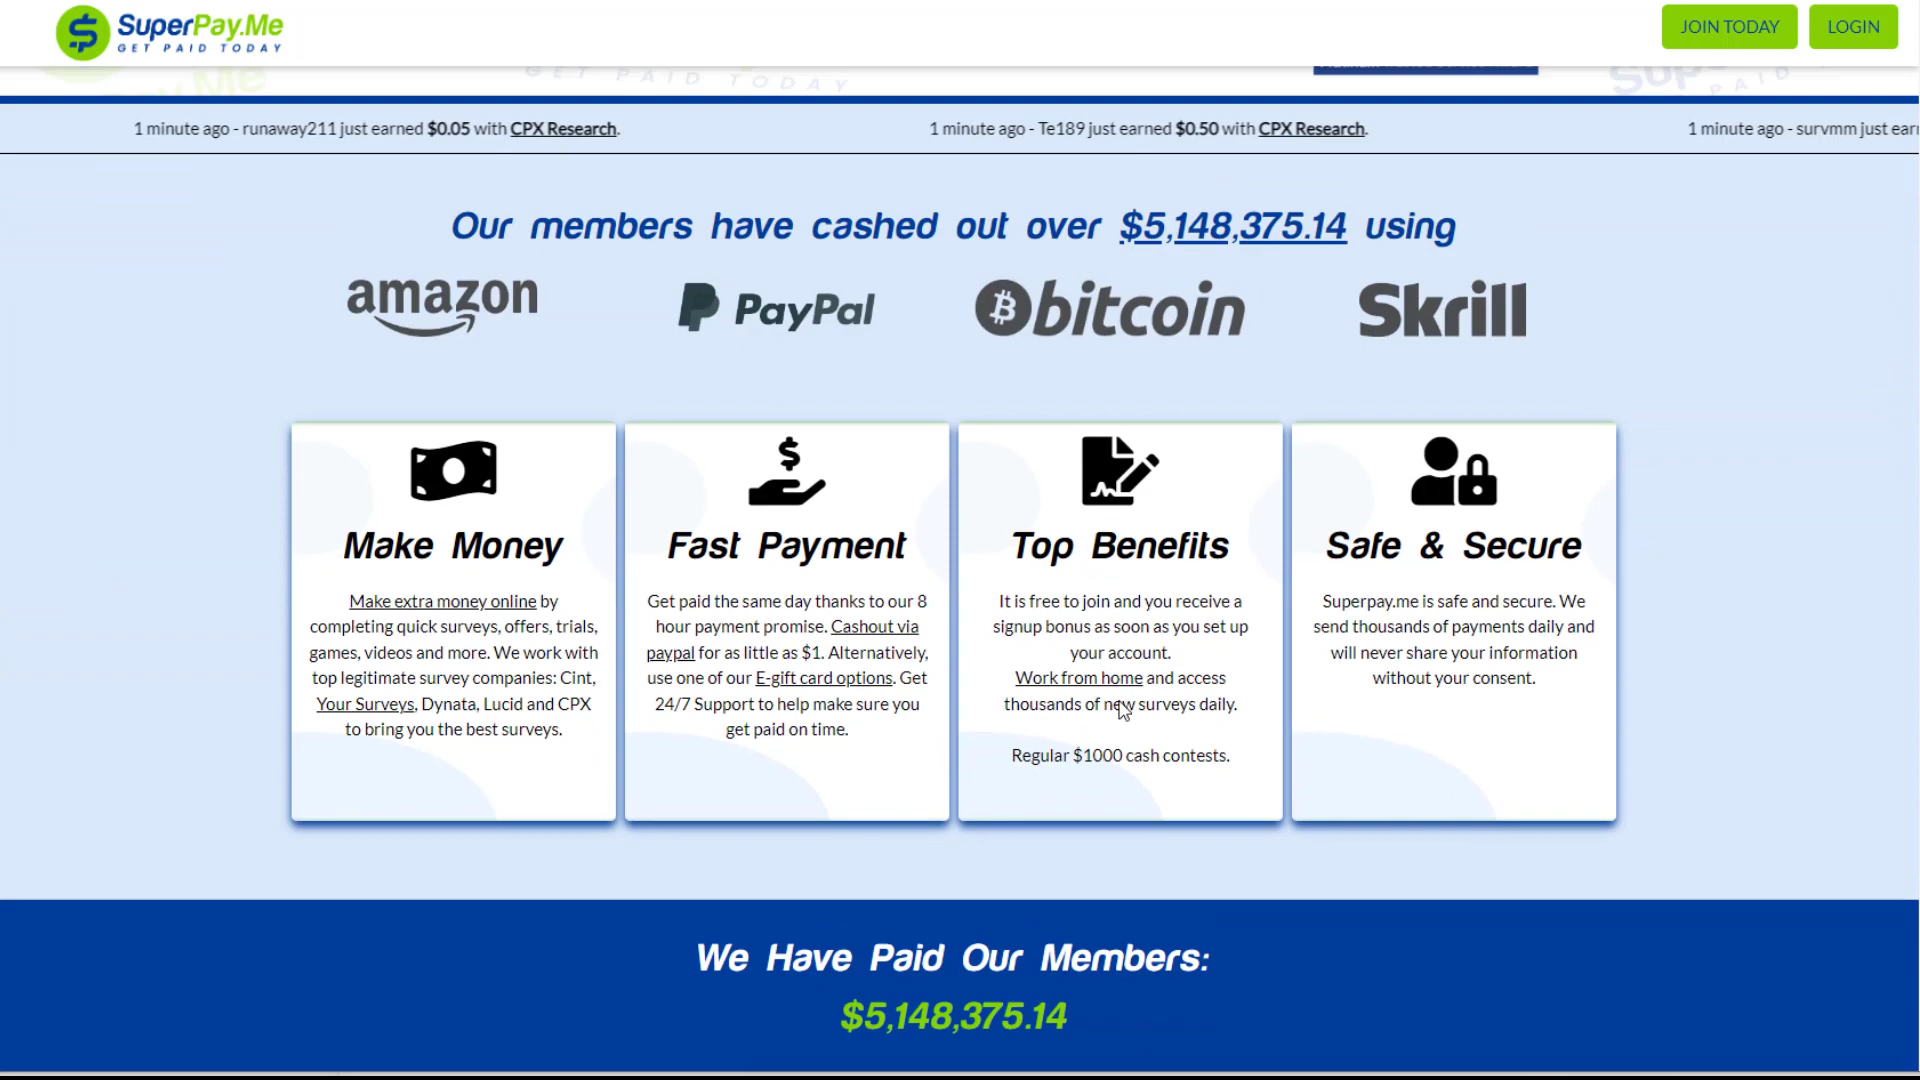 SuperPay.Me
GET PAID TODAY
JOIN TODAY
LOGIN
GET PAID TODAY
1 minute ago - runaway211 just earned $0.05 with CPX Research.
1 minute ago - Te189 just earned $0.50 with CPX Research.
1 minute ago - survmm just ear
Our members have cashed out over $5,148,375.14 using
amazon
PayPal
bitcoin
Skrill
Make Money
Make extra money online by
completing quick surveys, offers, trials,
games, videos and more. We work with
top legitimate survey companies: Cint,
Your Surveys, Dynata, Lucid and CPX
to bring you the best surveys.
Fast Payment
Get paid the same day thanks to our 8
hour payment promise. Cashout via
paypal for as little as $1. Alternatively,
use one of our E-gift card options. Get
24/7 Support to help make sure you
get paid on time.
Top Benefits
It is free to join and you receive a
signup bonus as soon as you set up
your account.
Work from home and access
thousands of new surveys daily.
Regular $1000 cash contests.
Safe & Secure
Superpay.me is safe and secure. We
send thousands of payments daily and
will never share your information
without your consent.
We Have Paid Our Members:
$5,148,375.14